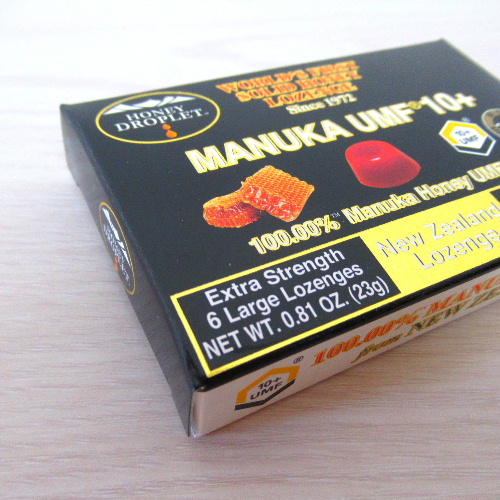 HONEY
DROPLET.
WORLD'S FIRST
SOLID HONEY
LOZENGE
Since 1972
MANUKA UMF® 10+
10+
UMF
100.00%™ Manuka Honey UMF
Extra Strength
6 Large Lozenges
NET WT. 0.81 OZ. (23g)
New Zealand
Lozenge
® 100.00% MANU
from NEW ZE
10+
UMF